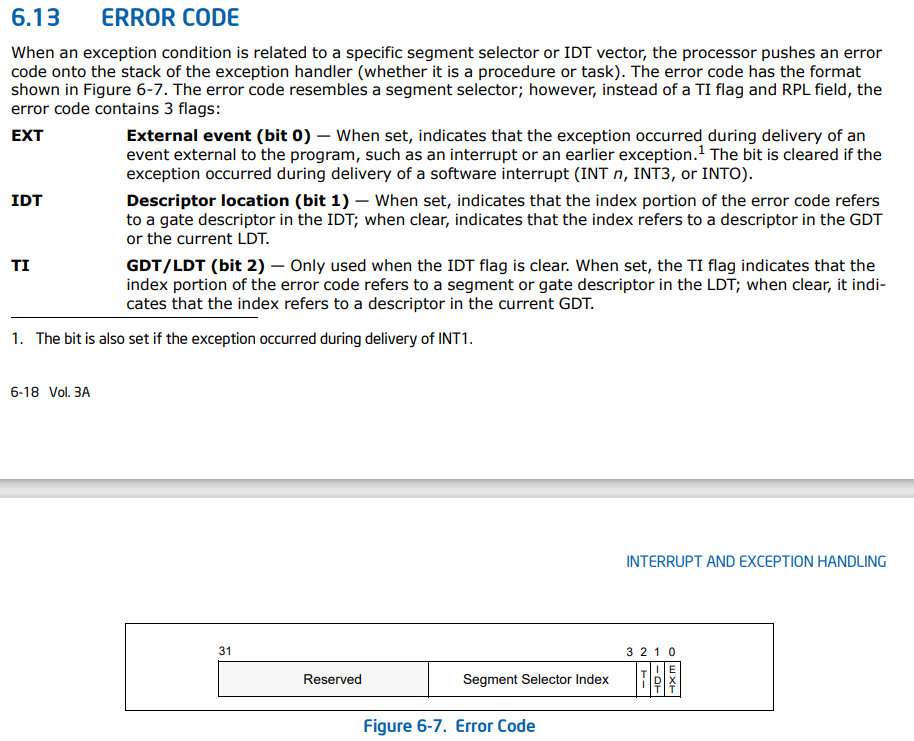 6.13 ERROR CODE
When an exception condition is related to a specific segment selector or IDT vector, the processor pushes an error
code onto the stack of the exception handler (whether it is a procedure or task). The error code has the format
shown in Figure 6-7. The error code resembles a segment selector; however, instead of a TI flag and RPL field, the
error code contains 3 flags:
EXT External event (bit 0) — When set, indicates that the exception occurred during delivery of an
event external to the program, such as an interrupt or an earlier exception.1 The bit is cleared if the
exception occurred during delivery of a software interrupt (INT n, INT3, or INTO).
IDT Descriptor location (bit 1) — When set, indicates that the index portion of the error code refers
to a gate descriptor in the IDT; when clear, indicates that the index refers to a descriptor in the GDT
or the current LDT.
TI GDT/LDT (bit 2) — Only used when the IDT flag is clear. When set, the TI flag indicates that the
index portion of the error code refers to a segment or gate descriptor in the LDT; when clear, it indi-
cates that the index refers to a descriptor in the current GDT.
1. The bit is also set if the exception occurred during delivery of INT1.
6-18 Vol. 3A
INTERRUPT AND EXCEPTION HANDLING
31 3 2 1 0
Reserved Segment Selector Index TI IDT EXT
Figure 6-7. Error Code